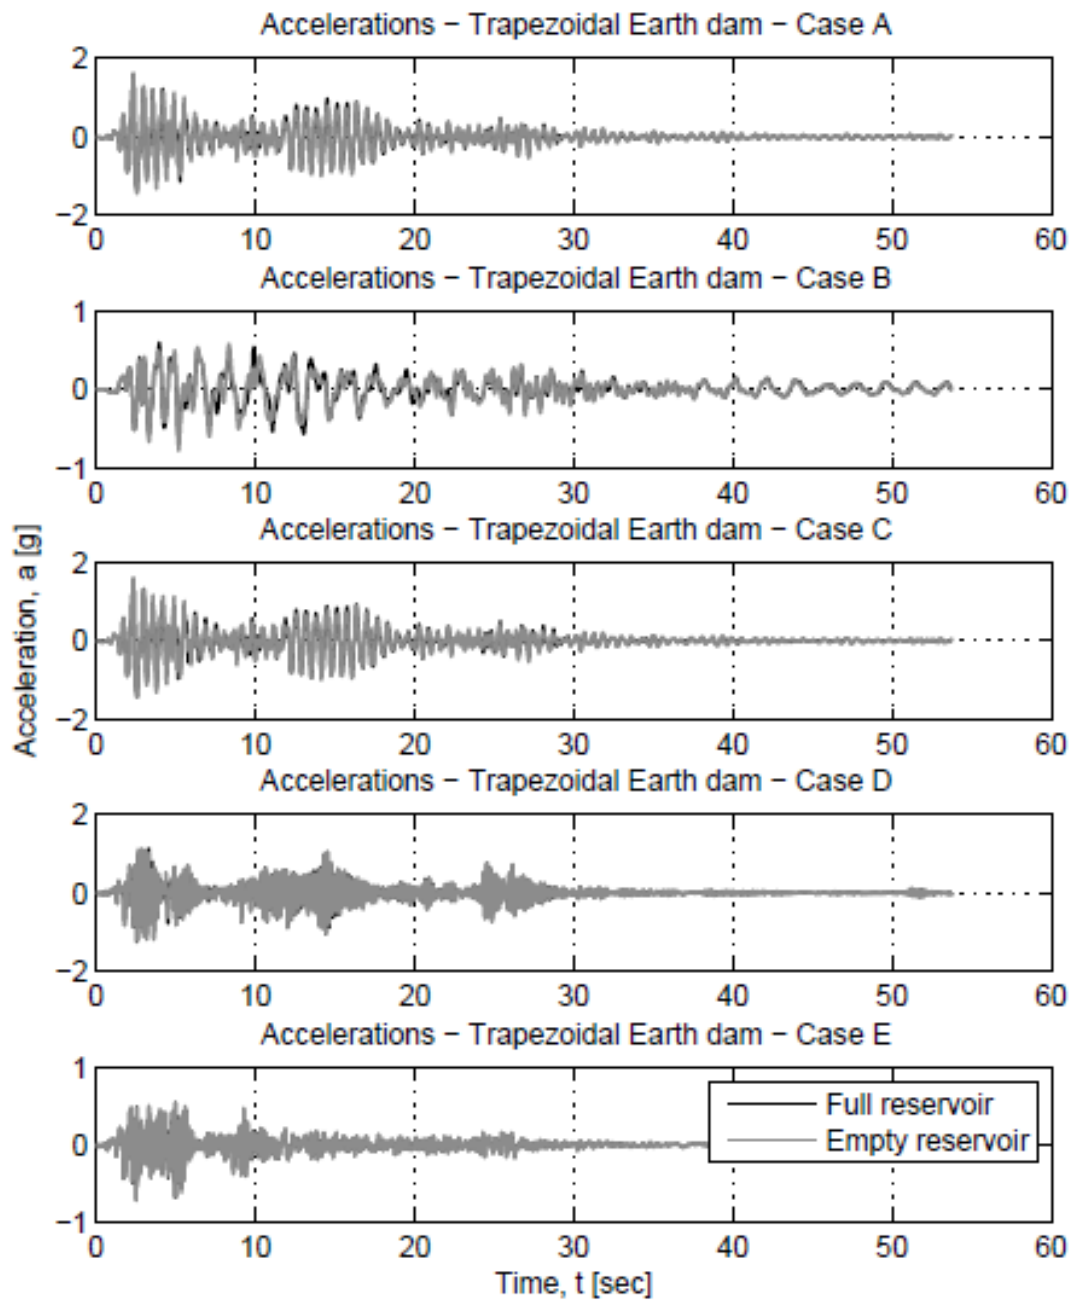 Accelerations − Trapezoidal Earth dam − Case A
2
0
−2
0 10 20 30 40 50 60
Accelerations − Trapezoidal Earth dam − Case B
1
0
−1
0 10 20 30 40 50 60
Accelerations − Trapezoidal Earth dam − Case C
2
0
−2
0 10 20 30 40 50 60
Acceleration, a [g]
Accelerations − Trapezoidal Earth dam − Case D
2
0
−2
0 10 20 30 40 50 60
Accelerations − Trapezoidal Earth dam − Case E
1
0
−1
Full reservoir
Empty reservoir
0 10 20 30 40 50 60
Time, t [sec]